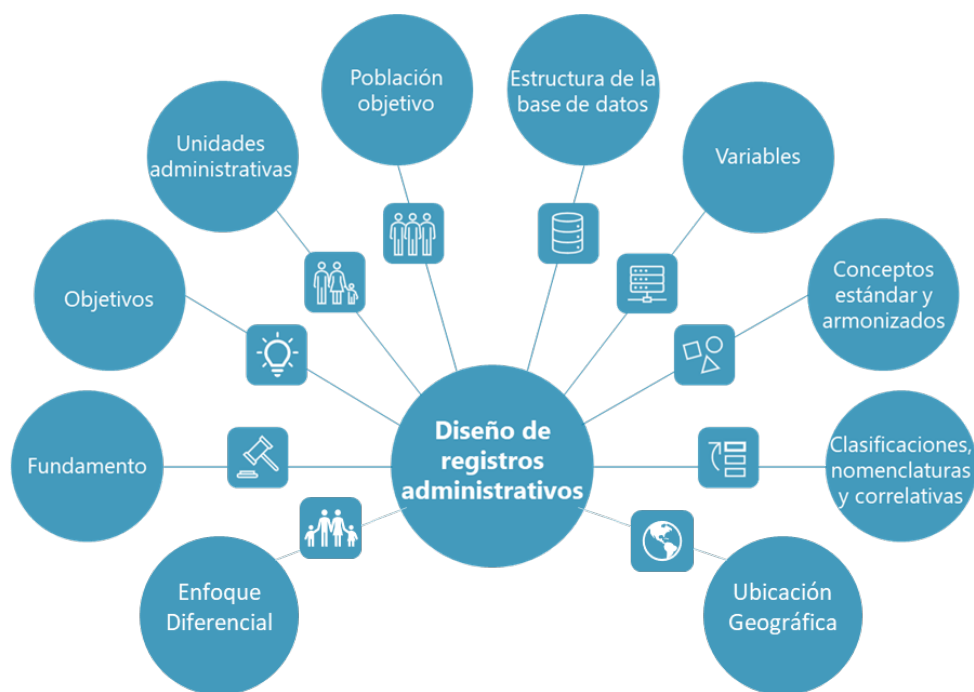 Población
objetivo
Estructura de la
base de datos
Unidades
administrativas
Variables
Objetivos
Conceptos
estándar y
armonizados
Diseño de
registros
administrativos
Fundamento
Clasificaciones,
nomenclaturas
y correlativas
Enfoque
Diferencial
Ubicación
Geográfica